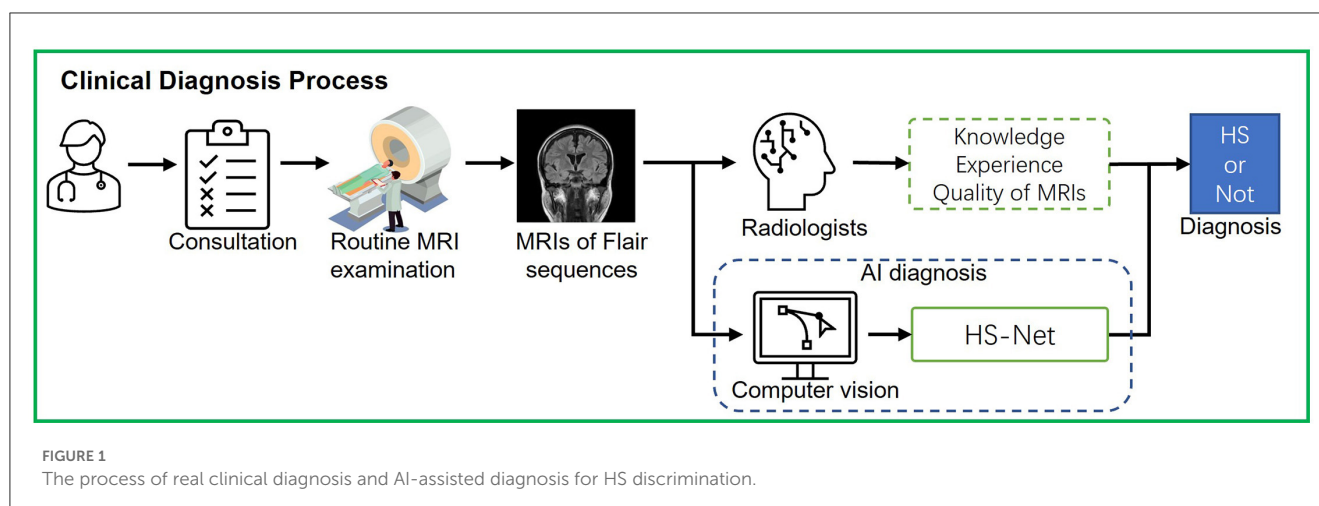 Clinical Diagnosis Process
Consultation
Routine MRI
examination
MRIs of Flair
sequences
Radiologists
Knowledge
Experience
Quality of MRIs
HS
or
Not
Diagnosis
AI diagnosis
Computer vision
HS-Net
FIGURE 1
The process of real clinical diagnosis and AI-assisted diagnosis for HS discrimination.